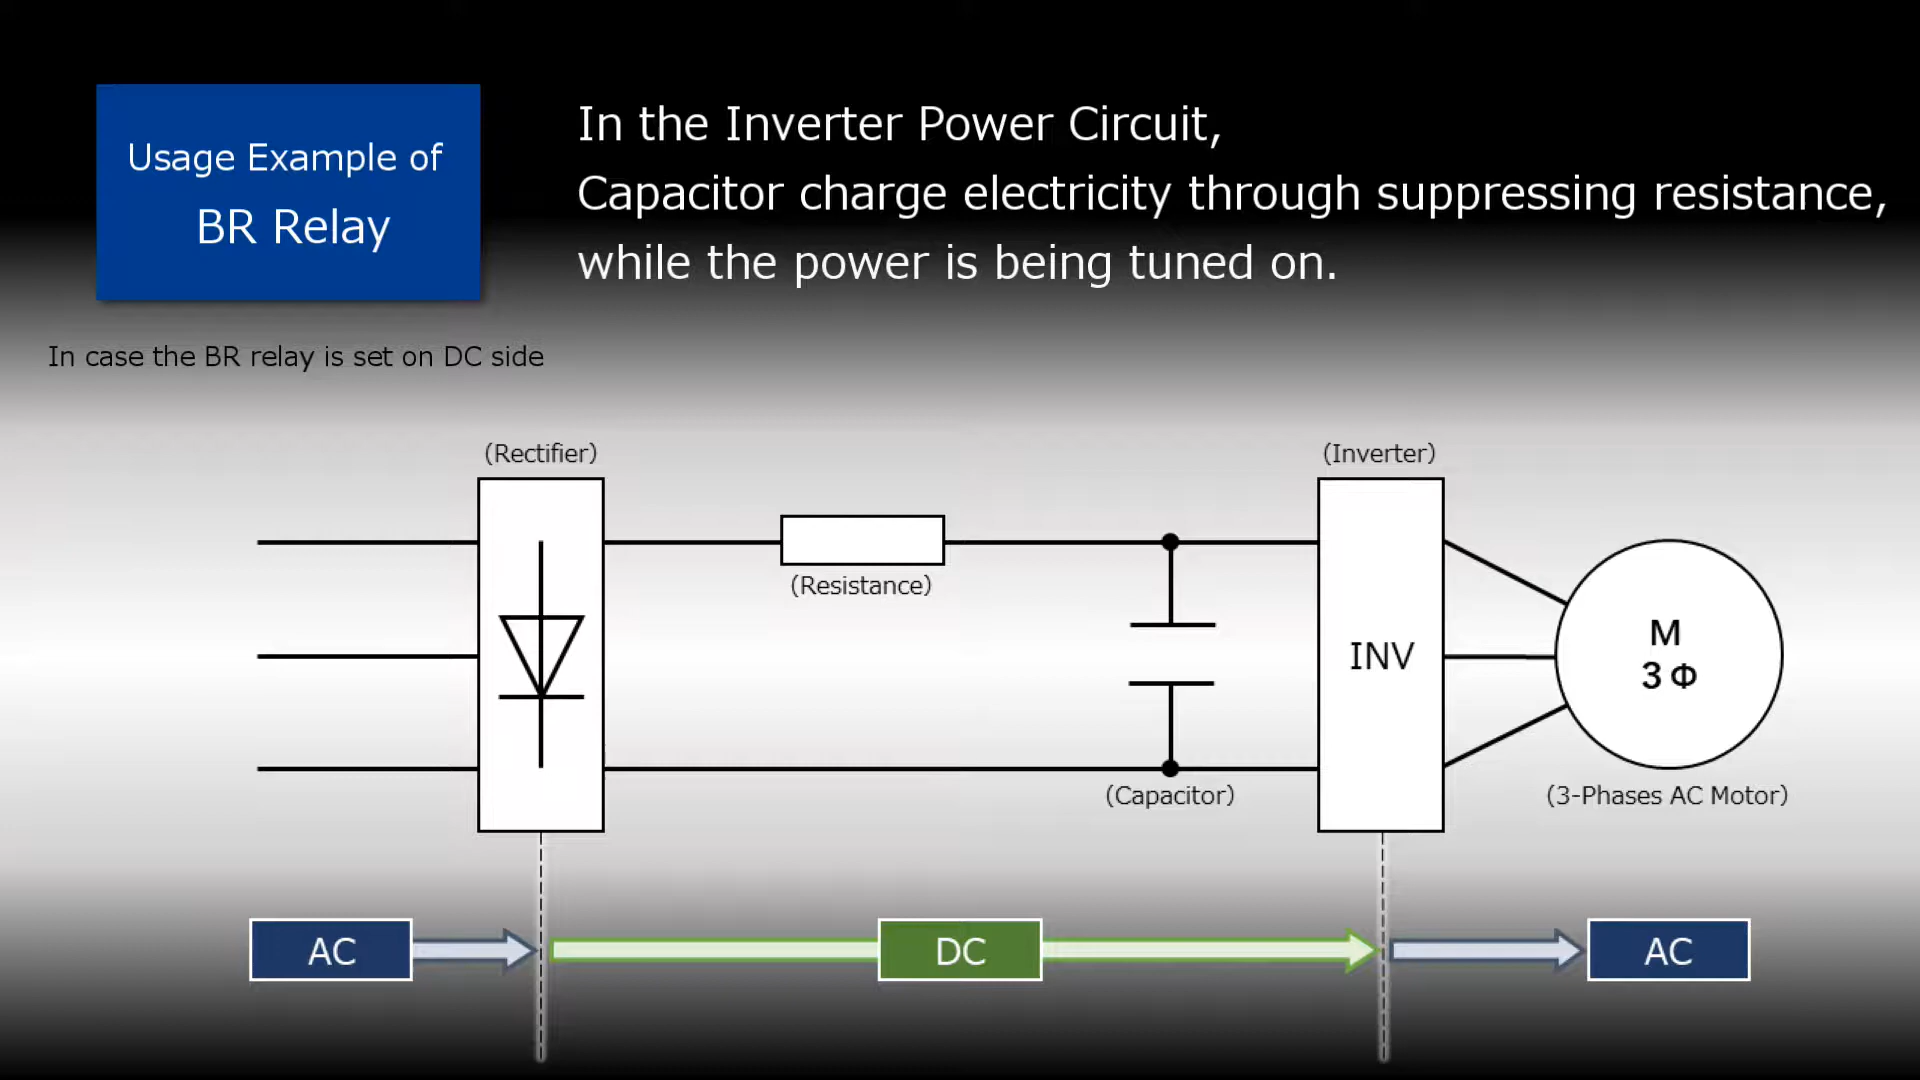 Usage Example of
BR Relay
In the Inverter Power Circuit,
Capacitor charge electricity through suppressing resistance,
while the power is being tuned on.
In case the BR relay is set on DC side
(Rectifier)
(Inverter)
(Resistance)
INV
M
3 Φ
(Capacitor)
(3-Phases AC Motor)
AC
DC
AC